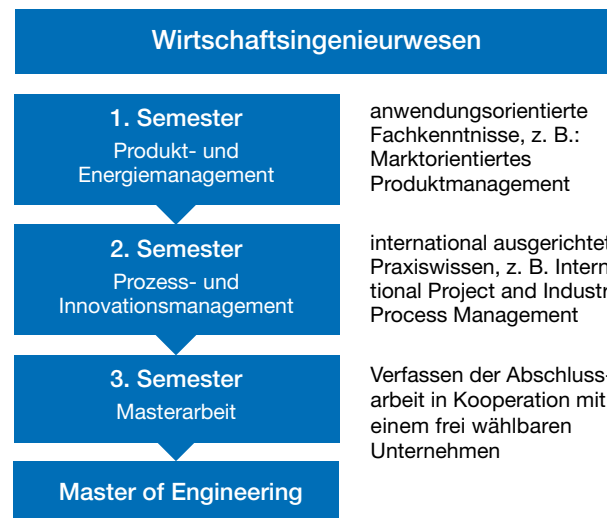 Wirtschaftsingenieurwesen
1. Semester
Produkt- und
Energiemanagement
anwendungsorientierte
Fachkenntnisse, z. B.:
Marktorientiertes
Produktmanagement
2. Semester
Prozess- und
Innovationsmanagement
international ausgerichtet
Praxiswissen, z. B. Intern
tional Project and Industr
Process Management
3. Semester
Masterarbeit
Verfassen der Abschluss-
arbeit in Kooperation mit
einem frei wählbaren
Unternehmen
Master of Engineering